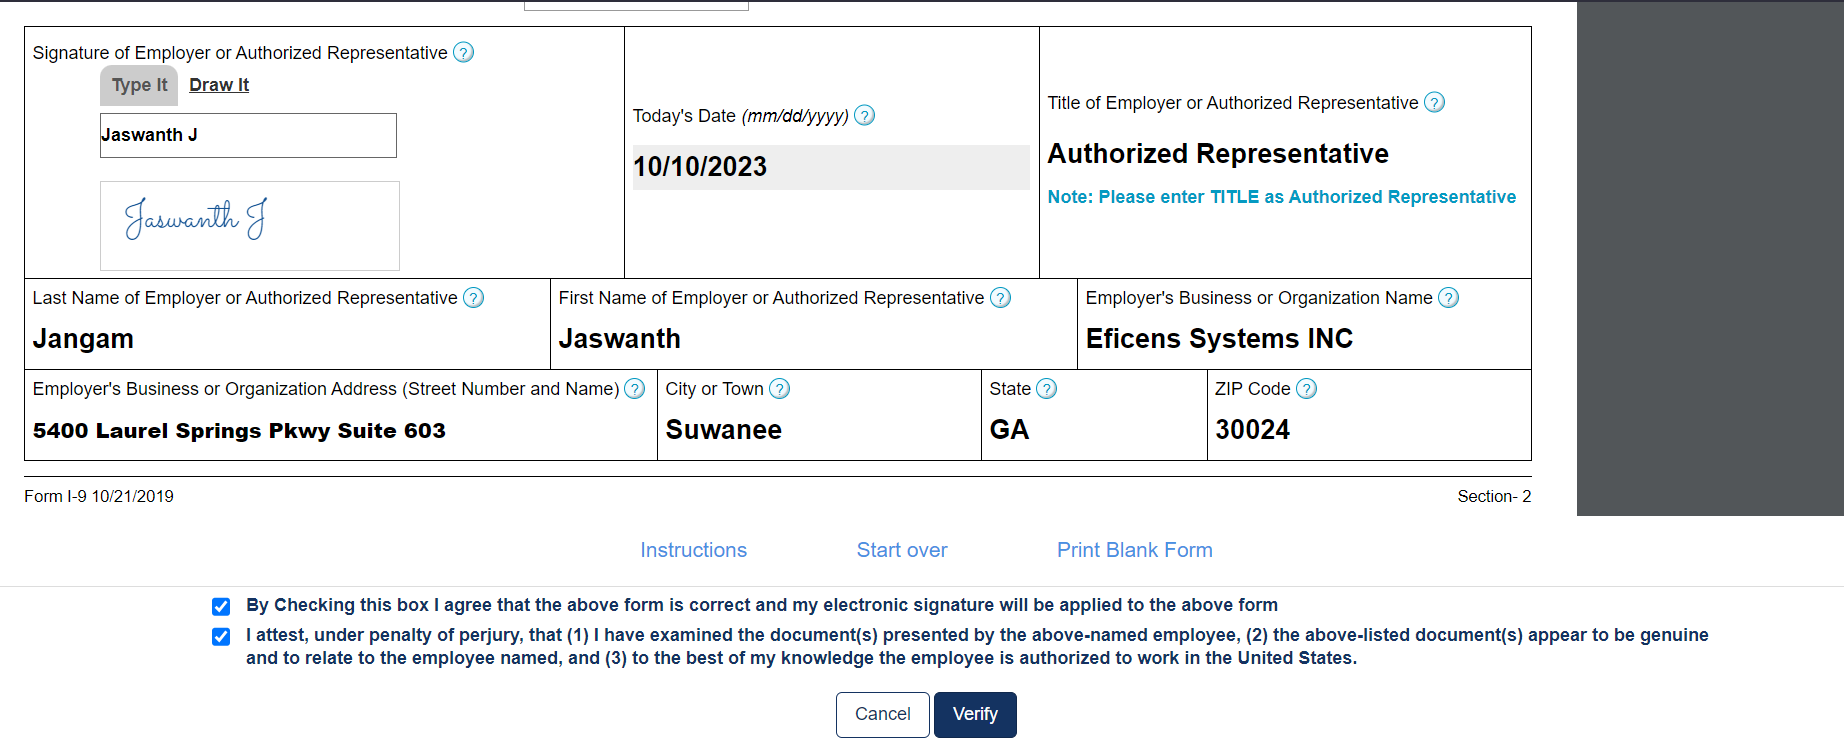 Signature of Employer or Authorized Representative ?
Type It Draw It
Jaswanth J
Jaswanth J
Today's Date (mm/dd/yyyy) ?
10/10/2023
Title of Employer or Authorized Representative ?
Authorized Representative
Note: Please enter TITLE as Authorized Representative
Last Name of Employer or Authorized Representative ?
Jangam
First Name of Employer or Authorized Representative ?
Jaswanth
Employer's Business or Organization Name ?
Eficens Systems INC
Employer's Business or Organization Address (Street Number and Name) ?
5400 Laurel Springs Pkwy Suite 603
City or Town ?
Suwanee
State ?
GA
ZIP Code ?
30024
Form I-9 10/21/2019
Section- 2
Instructions Start over Print Blank Form
By Checking this box I agree that the above form is correct and my electronic signature will be applied to the above form
I attest, under penalty of perjury, that (1) I have examined the document(s) presented by the above-named employee, (2) the above-listed document(s) appear to be genuine
and to relate to the employee named, and (3) to the best of my knowledge the employee is authorized to work in the United States.
Cancel Verify